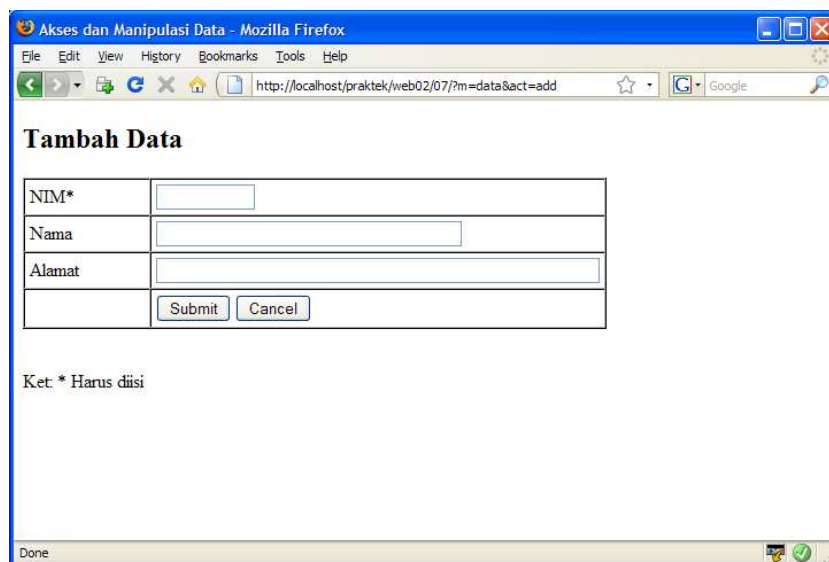 Akses dan Manipulasi Data - Mozilla Firefox
File Edit View History Bookmarks Tools Help
http://localhost/praktek/web02/07/?m=data&act=add
G Google
Tambah Data
NIM*
Nama
Alamat
Submit Cancel
Ket: * Harus diisi
Done